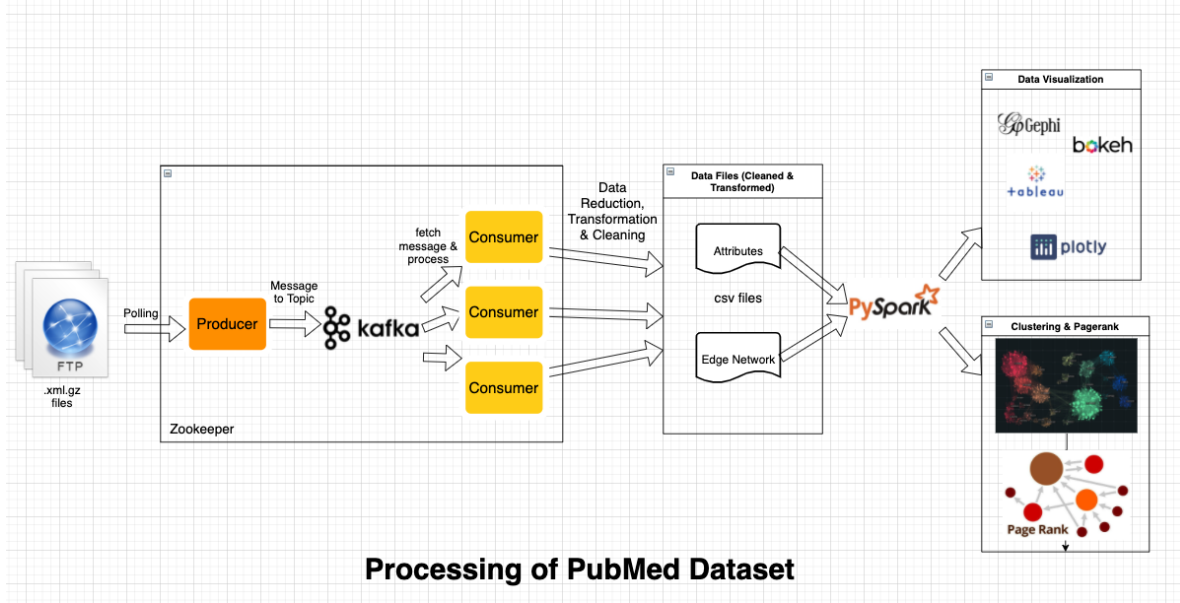 FTP
.xml.gz
files
Polling
Producer
Message
to Topic
kafka
fetch
message &
process
Consumer
Consumer
Consumer
Zookeeper
Data
Reduction,
Transformation
& Cleaning
Data Files (Cleaned &
Transformed)
Attributes
csv files
Edge Network
PySpark
Data Visualization
Gephi
bokeh
+ableau
plotly
Clustering & Pagerank
Page Rank
Processing of PubMed Dataset